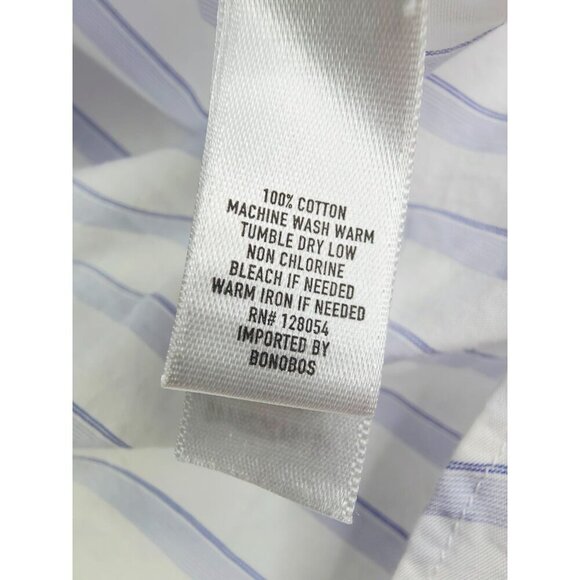 100% COTTON
MACHINE WASH WARM
TUMBLE DRY LOW
NON CHLORINE
BLEACH IF NEEDED
WARM IRON IF NEEDED
RN# 128054
IMPORTED BY
BONOBOS